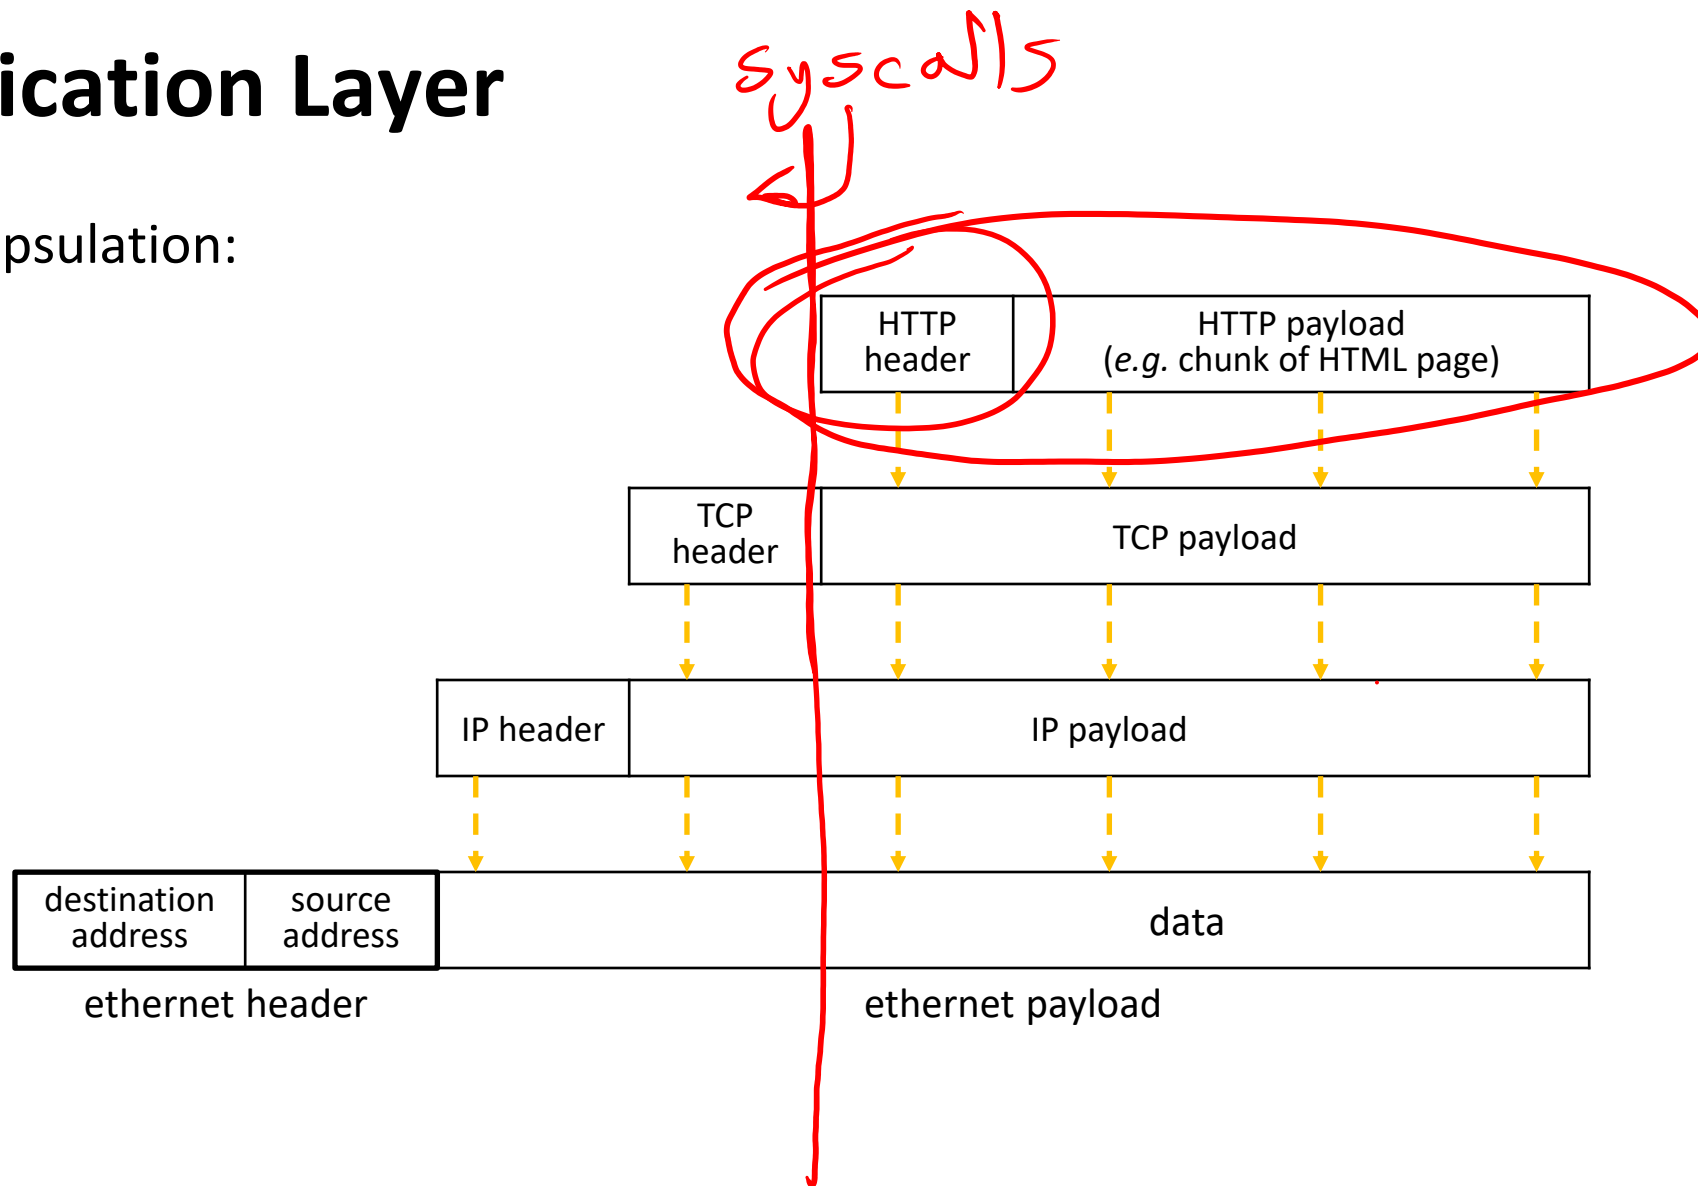 ication Layer
syscalls
psulation:
HTTP
header
HTTP payload
(e.g. chunk of HTML page)
TCP
header
TCP payload
IP header
IP payload
destination
address
source
address
data
ethernet header
ethernet payload